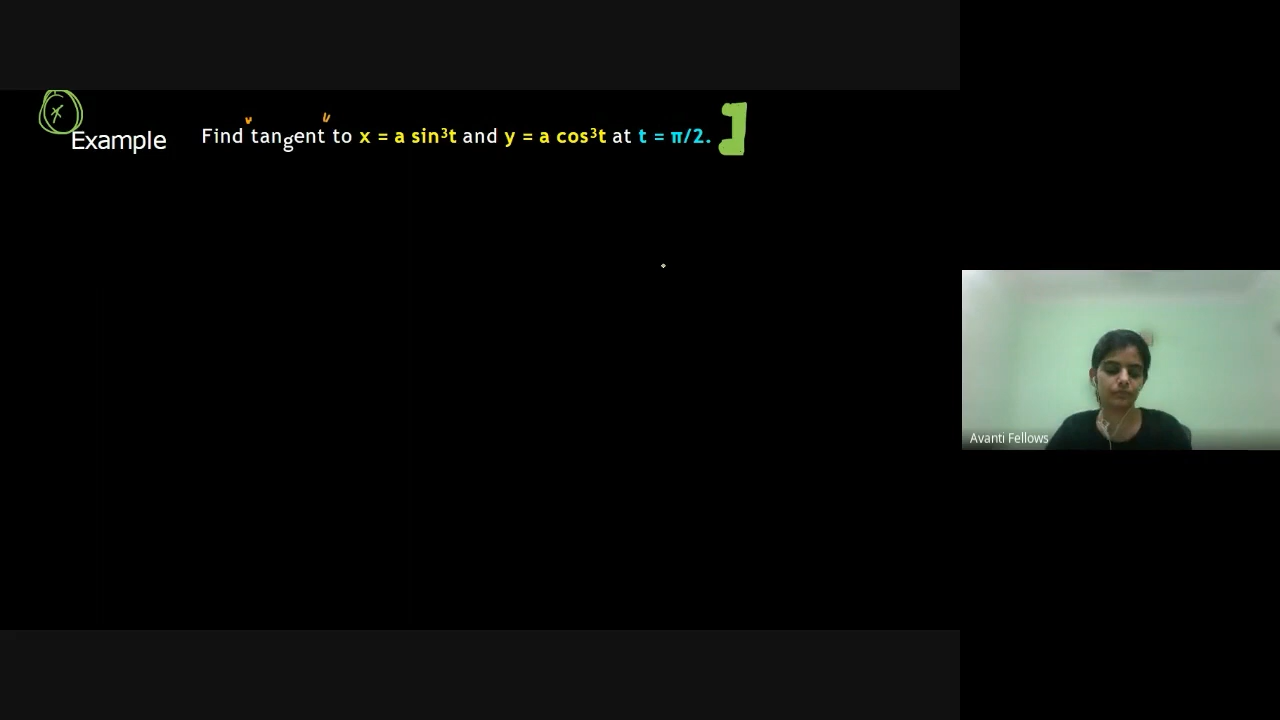 Example Find tangent to x = a sin³t and y = a cos³t at t = π/2.
Avanti Fellows